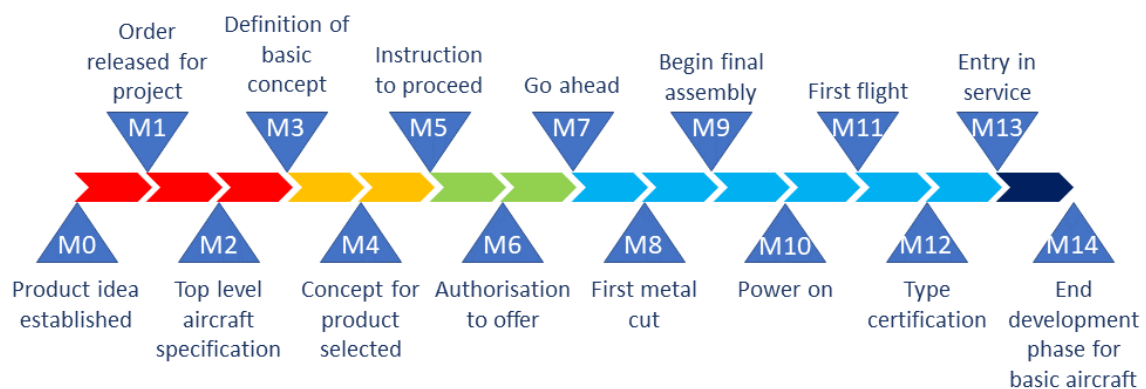 Order
released for
project
M1
Definition of
basic
concept
M3
Instruction
to proceed
M5
Go ahead
M7
Begin final
assembly
M9
First flight
M11
Entry in
service
M13
M0
Product idea
established
M2
Top level
aircraft
specification
M4
Concept for
product
selected
M6
Authorisation
to offer
M8
First metal
cut
M10
Power on
M12
Type
certification
M14
End
development
phase for
basic aircraft